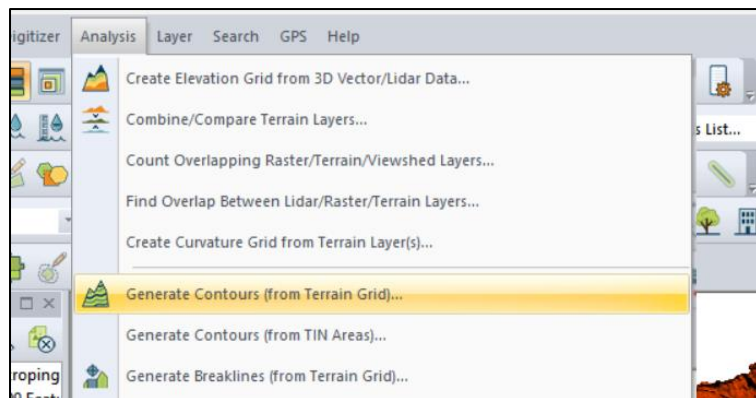 igitizer Analysis Layer Search GPS Help
Create Elevation Grid from 3D Vector/Lidar Data...
Combine/Compare Terrain Layers...
s List...
Count Overlapping Raster/Terrain/Viewshed Layers...
Find Overlap Between Lidar/Raster/Terrain Layers...
Create Curvature Grid from Terrain Layer(s)...
Generate Contours (from Terrain Grid)...
Generate Contours (from TIN Areas)...
roping
Generate Breaklines (from Terrain Grid)...